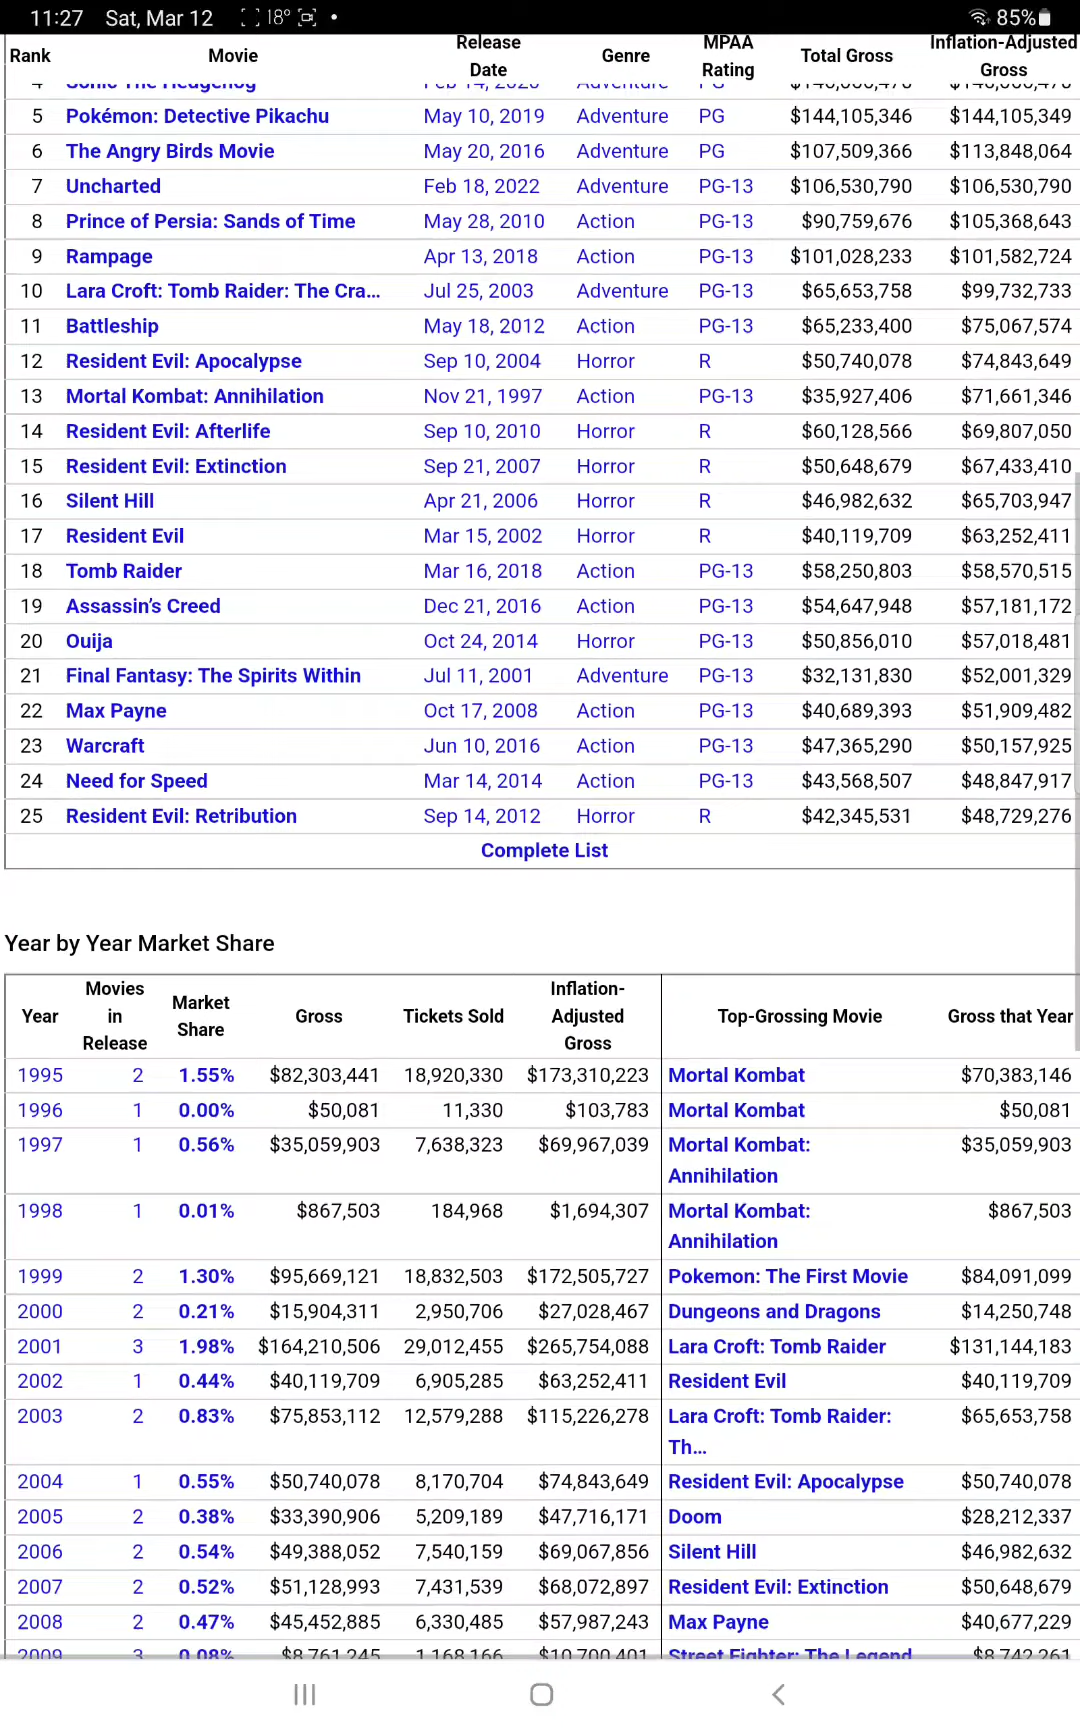 11:27 Sat, Mar 12 18° 85%
Rank Movie Release Date Genre MPAA Rating Total Gross Inflation-Adjusted Gross
4 Sonic The Hedgehog Feb 14, 2020 Adventure PG
5 Pokémon: Detective Pikachu May 10, 2019 Adventure PG $144,105,346 $144,105,349
6 The Angry Birds Movie May 20, 2016 Adventure PG $107,509,366 $113,848,064
7 Uncharted Feb 18, 2022 Adventure PG-13 $106,530,790 $106,530,790
8 Prince of Persia: Sands of Time May 28, 2010 Action PG-13 $90,759,676 $105,368,643
9 Rampage Apr 13, 2018 Action PG-13 $101,028,233 $101,582,724
10 Lara Croft: Tomb Raider: The Cra... Jul 25, 2003 Adventure PG-13 $65,653,758 $99,732,733
11 Battleship May 18, 2012 Action PG-13 $65,233,400 $75,067,574
12 Resident Evil: Apocalypse Sep 10, 2004 Horror R $50,740,078 $74,843,649
13 Mortal Kombat: Annihilation Nov 21, 1997 Action PG-13 $35,927,406 $71,661,346
14 Resident Evil: Afterlife Sep 10, 2010 Horror R $60,128,566 $69,807,050
15 Resident Evil: Extinction Sep 21, 2007 Horror R $50,648,679 $67,433,410
16 Silent Hill Apr 21, 2006 Horror R $46,982,632 $65,703,947
17 Resident Evil Mar 15, 2002 Horror R $40,119,709 $63,252,411
18 Tomb Raider Mar 16, 2018 Action PG-13 $58,250,803 $58,570,515
19 Assassin's Creed Dec 21, 2016 Action PG-13 $54,647,948 $57,181,172
20 Ouija Oct 24, 2014 Horror PG-13 $50,856,010 $57,018,481
21 Final Fantasy: The Spirits Within Jul 11, 2001 Adventure PG-13 $32,131,830 $52,001,329
22 Max Payne Oct 17, 2008 Action PG-13 $40,689,393 $51,909,482
23 Warcraft Jun 10, 2016 Action PG-13 $47,365,290 $50,157,925
24 Need for Speed Mar 14, 2014 Action PG-13 $43,568,507 $48,847,917
25 Resident Evil: Retribution Sep 14, 2012 Horror R $42,345,531 $48,729,276
Complete List
Year by Year Market Share
Year Movies in Release Market Share Gross Tickets Sold Inflation-Adjusted Gross Top-Grossing Movie Gross that Year
1995 2 1.55% $82,303,441 18,920,330 $173,310,223 Mortal Kombat $70,383,146
1996 1 0.00% $50,081 11,330 $103,783 Mortal Kombat $50,081
1997 1 0.56% $35,059,903 7,638,323 $69,967,039 Mortal Kombat: $35,059,903
Annihilation
1998 1 0.01% $867,503 184,968 $1,694,307 Mortal Kombat: $867,503
Annihilation
1999 2 1.30% $95,669,121 18,832,503 $172,505,727 Pokemon: The First Movie $84,091,099
2000 2 0.21% $15,904,311 2,950,706 $27,028,467 Dungeons and Dragons $14,250,748
2001 3 1.98% $164,210,506 29,012,455 $265,754,088 Lara Croft: Tomb Raider $131,144,183
2002 1 0.44% $40,119,709 6,905,285 $63,252,411 Resident Evil $40,119,709
2003 2 0.83% $75,853,112 12,579,288 $115,226,278 Lara Croft: Tomb Raider: $65,653,758
Th...
2004 1 0.55% $50,740,078 8,170,704 $74,843,649 Resident Evil: Apocalypse $50,740,078
2005 2 0.38% $33,390,906 5,209,189 $47,716,171 Doom $28,212,337
2006 2 0.54% $49,388,052 7,540,159 $69,067,856 Silent Hill $46,982,632
2007 2 0.52% $51,128,993 7,431,539 $68,072,897 Resident Evil: Extinction $50,648,679
2008 2 0.47% $45,452,885 6,330,485 $57,987,243 Max Payne $40,677,229
2009 3 0.08% $8,761,245 1,168,166 $10,700,401 Street Fighter: The Legend $8,742,261